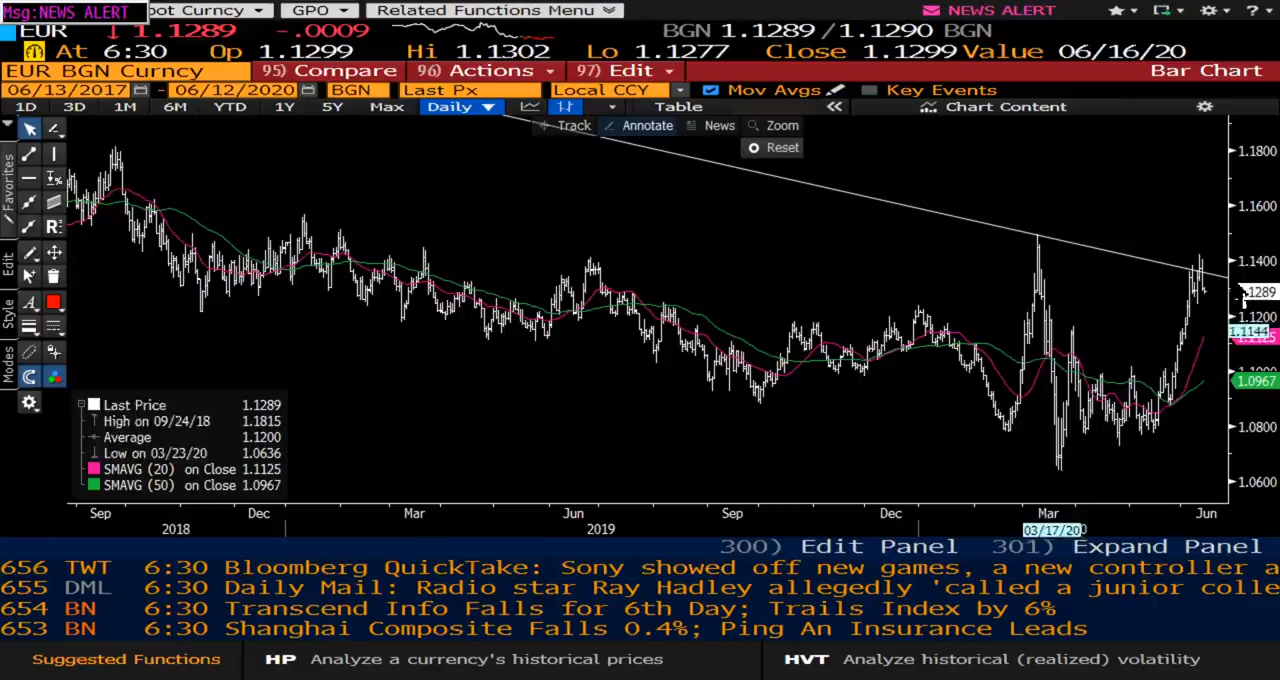 Msg:NEWS ALERT
pot Curncy GPO Related Functions Menu NEWS ALERT ?
EUR ↓ 1.1289 -.0009 BGN 1.1289/1.1290 BGN
At 6:30 Op 1.1299 Hi 1.1302 Lo 1.1277 Close 1.1299 Value 06/16/20
EUR BGN Curncy 95) Compare 96) Actions 97) Edit Bar Chart
06/13/2017 - 06/12/2020 BGN Last Px Local CCY Mov Avgs Key Events
1D 3D 1M 6M YTD 1Y 5Y Max Daily Table Chart Content
Track Annotate News Zoom
Reset
Favorites
Edit
Style
Modes
1.1800
1.1600
1.1400
1.1289
1.1200
1.1144
1.1125
1.0967
1.0800
1.0600
Last Price 1.1289
High on 09/24/18 1.1815
Average 1.1200
Low on 03/23/20 1.0636
SMAVG (20) on Close 1.1125
SMAVG (50) on Close 1.0967
Sep Dec Mar Jun Sep Dec Mar Jun
2018 2019 03/17/20
300) Edit Panel 301) Expand Panel
656 TWT 6:30 Bloomberg QuickTake: Sony showed off new games, a new controller a
655 DML 6:30 Daily Mail: Radio star Ray Hadley allegedly 'called a junior colle
654 BN 6:30 Transcend Info Falls for 6th Day; Trails Index by 6%
653 BN 6:30 Shanghai Composite Falls 0.4%; Ping An Insurance Leads
Suggested Functions HP Analyze a currency's historical prices HVT Analyze historical (realized) volatility